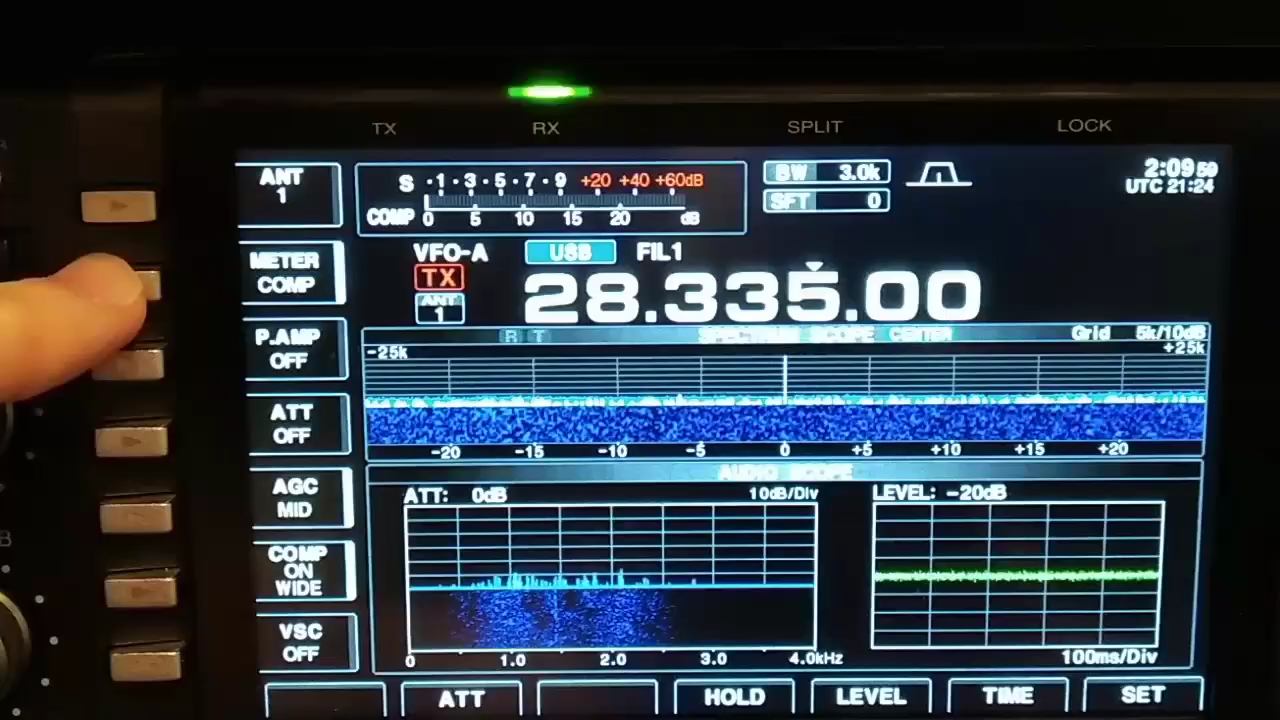 TX RX SPLIT LOCK
ANT
1
S 1 3 5 7 9 +20 +40 +60dB
COMP 0 5 10 15 20 dB
BW 3.0k
SFT 0
2:09 59
UTC 21:24
METER
COMP
VFO-A USB FIL1
TX
ANT
1
28.335.00
P.AMP
OFF
R T SPECTRUM SCOPE CENTER Grid 5k/10dB
-25k +25k
-20 -15 -10 -5 0 +5 +10 +15 +20
ATT
OFF
AUDIO SCOPE
ATT: 0dB 10dB/Div LEVEL: -20dB
AGC
MID
COMP
ON
WIDE
VSC
OFF
0 1.0 2.0 3.0 4.0kHz 100ms/Div
ATT HOLD LEVEL TIME SET